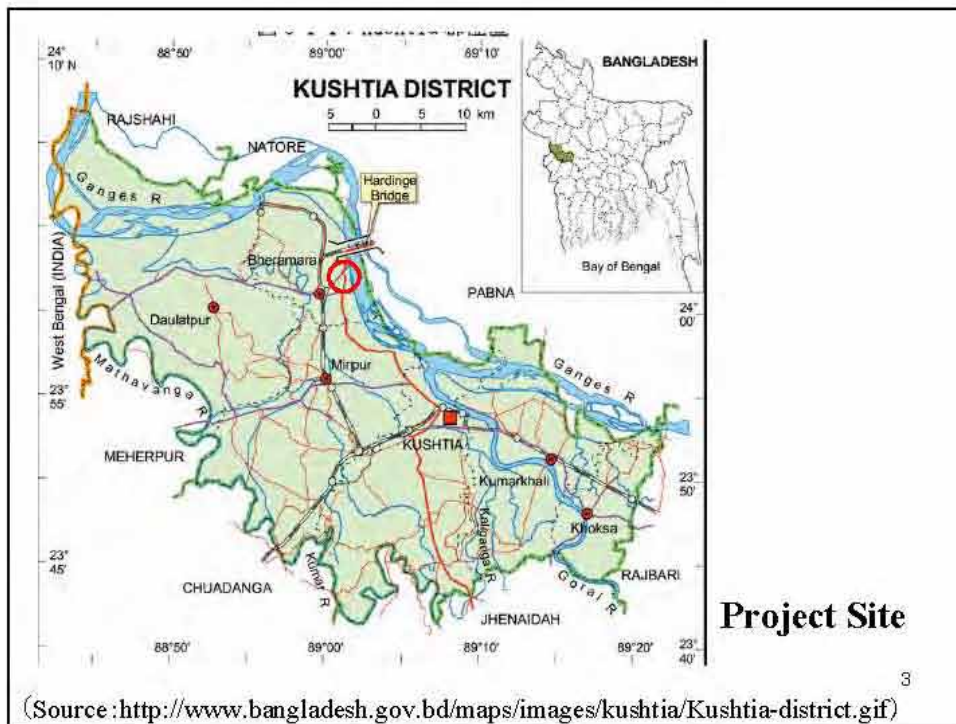 88°50'
89°00'
89°10'
24°
10' N
KUSHTIA DISTRICT
5 0 5 10 km
BANGLADESH
Bay of Bengal
RAJSHAHI
NATORE
Ganges R
Hardinge
Bridge
Bheramara
PABNA
24°
00'
West Bengal (INDIA)
Daulatpur
Mathavanga R
Mirpur
23°
55'
Ganges R
MEHERPUR
KUSHTIA
Kumarkhali
23°
50'
Khoksa
23°
45'
Kumar R
Kaliganga R
Gorai R
RAJBARI
CHUADANGA
JHENAIDAH
23°
40'
88°50'
89°00'
89°10'
89°20'
Project Site
3
(Source:http://www.bangladesh.gov.bd/maps/images/kushtia/Kushtia-district.gif)